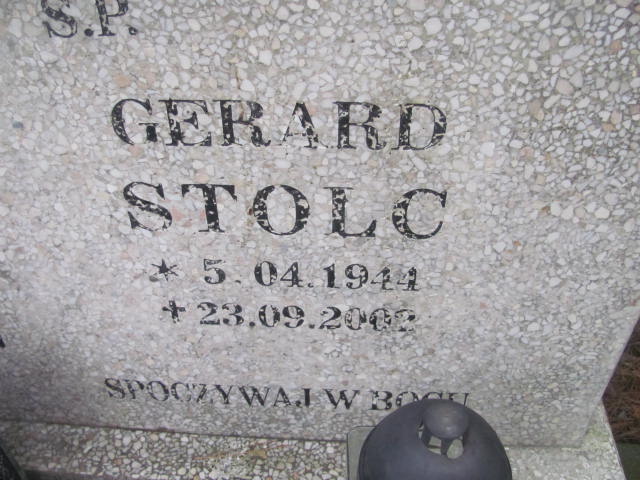 Ś.P.
GERARD
STOLC
* 5.04.1944
✝ 23.09.2002
SPOCZYWAJ W BOGU